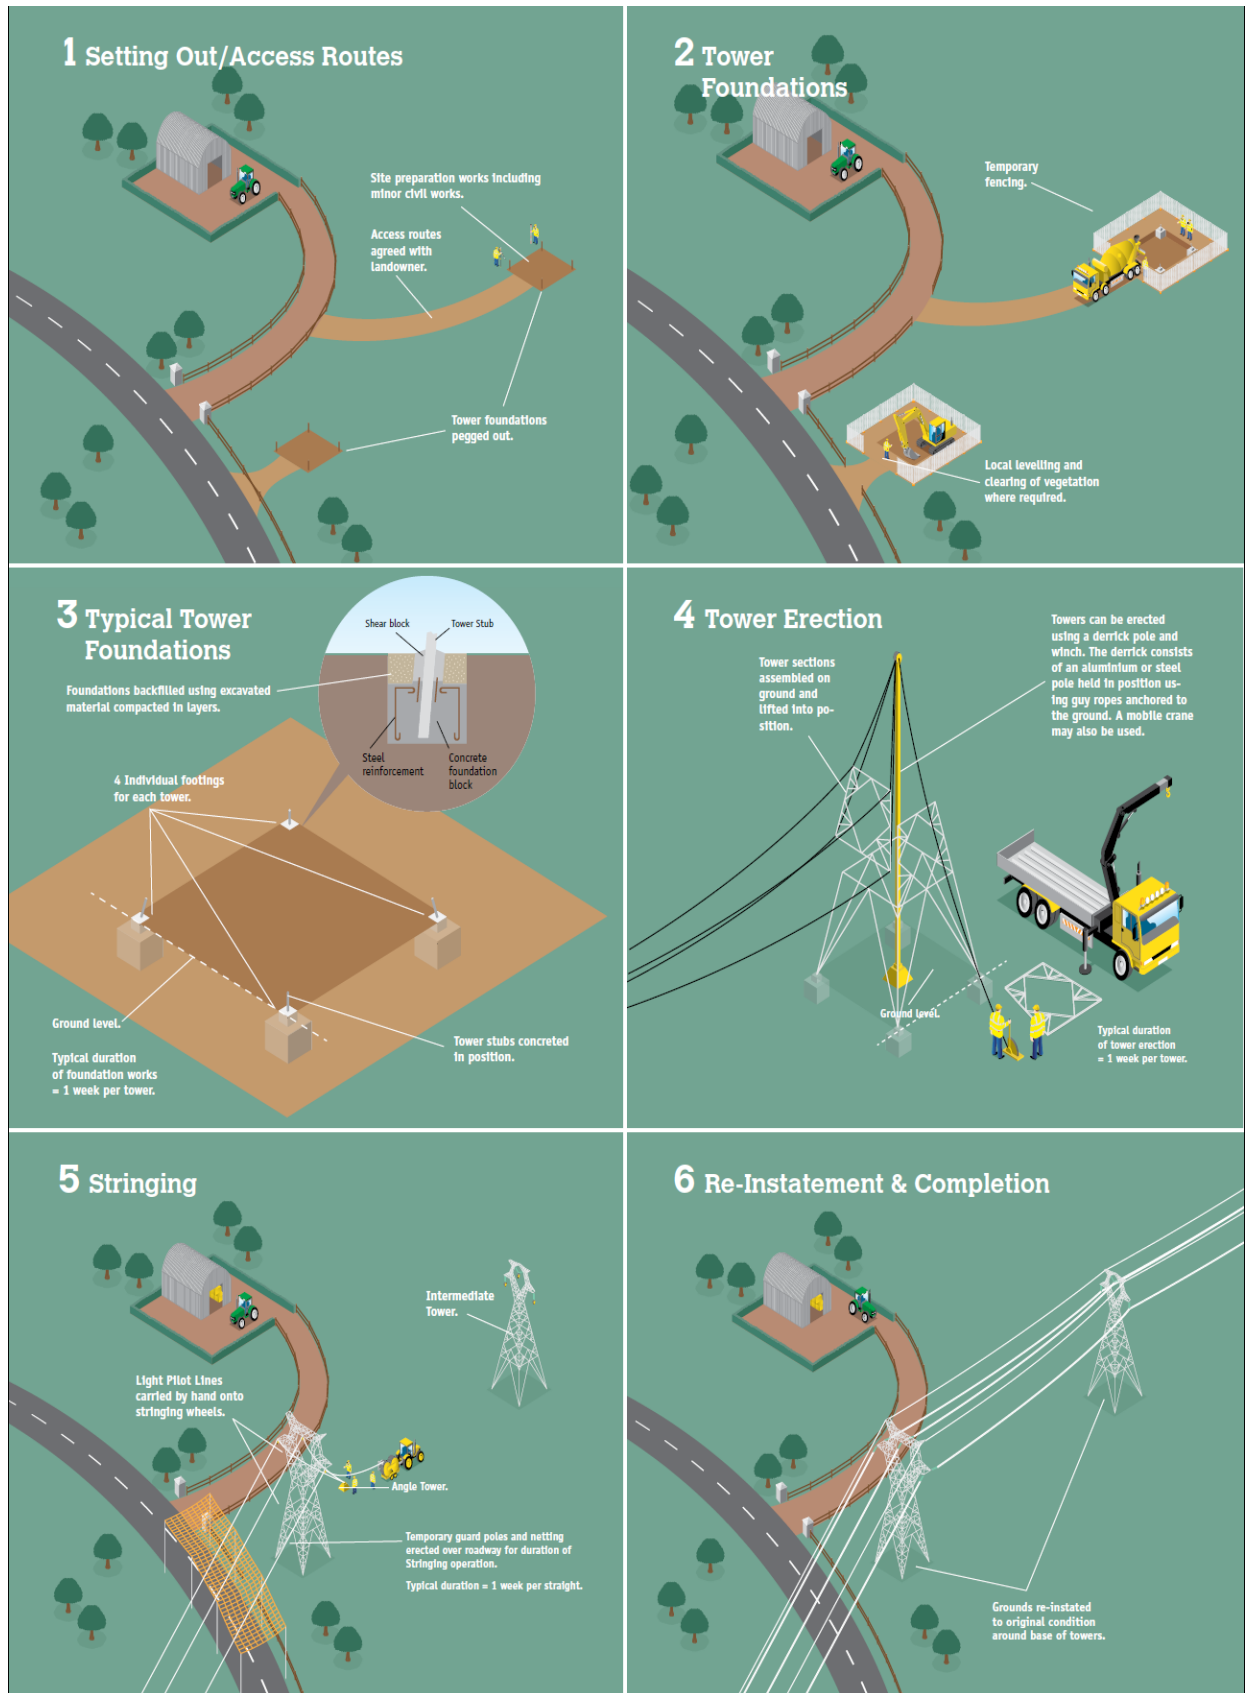 1 Setting Out/Access Routes
Site preparation works including
minor civil works.
Access routes
agreed with
landowner.
Tower foundations
pegged out.
2 Tower
Foundations
Temporary
fencing.
Local levelling and
clearing of vegetation
where required.
3 Typical Tower
Foundations
Shear block
Tower Stub
Foundations backfilled using excavated
material compacted in layers.
Steel
reinforcement
Concrete
foundation
block
4 Individual footings
for each tower.
Ground level.
Typical duration
of foundation works
= 1 week per tower.
Tower stubs concreted
in position.
4 Tower Erection
Tower sections
assembled on
ground and
lifted into po-
sition.
Towers can be erected
using a derrick pole and
winch. The derrick consists
of an aluminium or steel
pole held in position us-
ing guy ropes anchored to
the ground. A mobile crane
may also be used.
Ground level.
Typical duration
of tower erection
= 1 week per tower.
5 Stringing
Intermediate
Tower.
Light Pilot Lines
carried by hand onto
stringing wheels.
Angle Tower.
Temporary guard poles and netting
erected over roadway for duration of
Stringing operation.
Typical duration = 1 week per straight.
6 Re-Instatement & Completion
Grounds re-instated
to original condition
around base of towers.